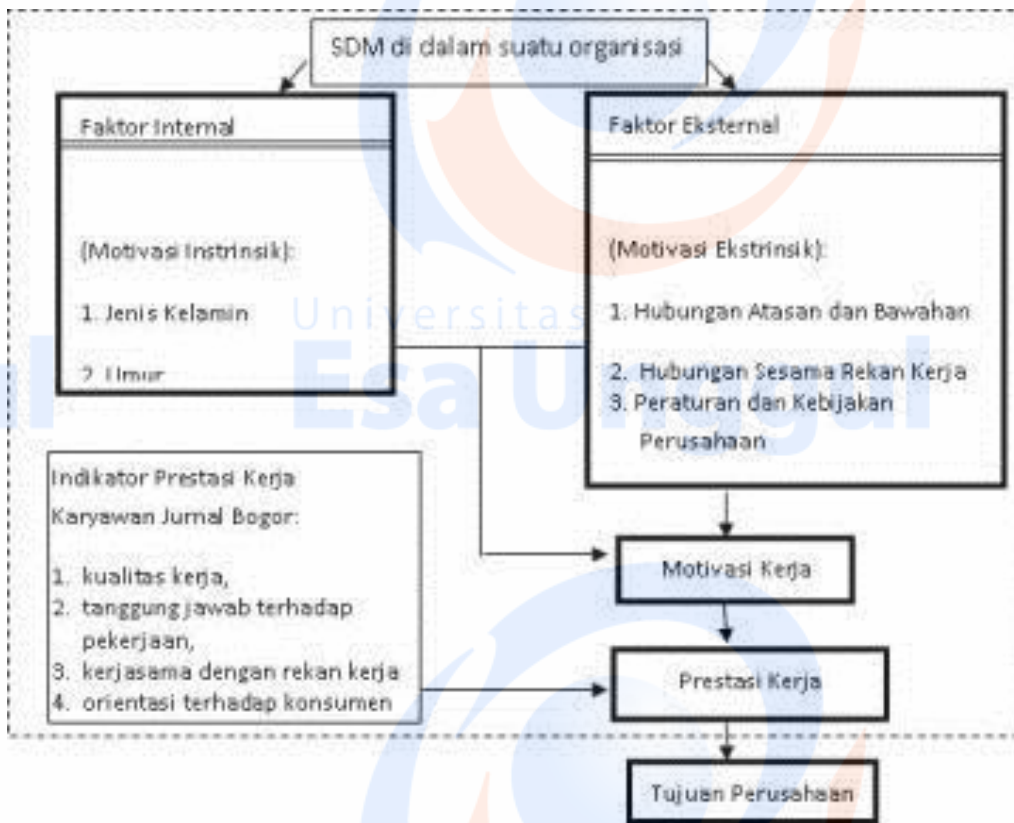 SDM di dalam suatu organisasi
Faktor Internal
(Motivasi Instrinsik):
1. Jenis Kelamin
2. Umur
Faktor Eksternal
(Motivasi Ekstrinsik):
1. Hubungan Atasan dan Bawahan
2. Hubungan Sesama Rekan Kerja
3. Peraturan dan Kebijakan
Perusahaan
Universitas
Esa Unggul
Indikator Prestasi Kerja
Karyawan Jurnal Bogor:
1. kualitas kerja,
2. tanggung jawab terhadap
pekerjaan,
3. kerjasama dengan rekan kerja
4. orientasi terhadap konsumen
Motivasi Kerja
Prestasi Kerja
Tujuan Perusahaan